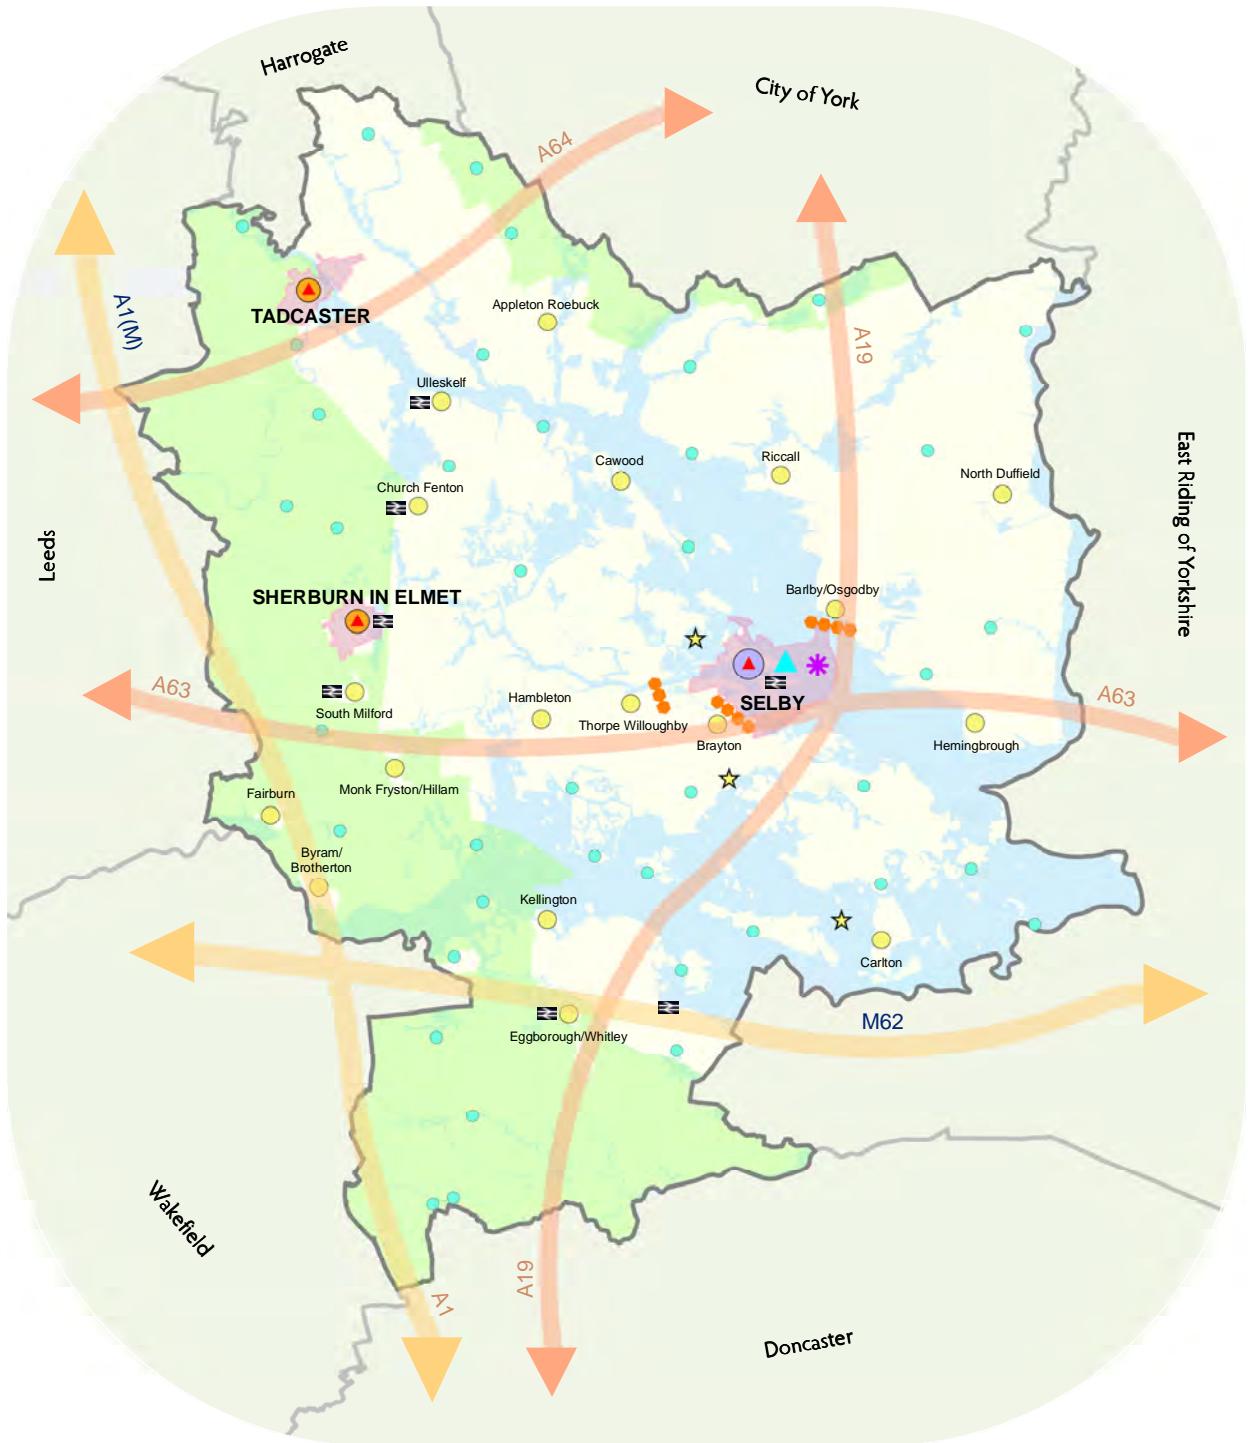 Harrogate
City of York
A64
A1(M)
TADCASTER
Appleton Roebuck
A19
Ulleskelf
Cawood
Riccall
North Duffield
Church Fenton
East Riding of Yorkshire
Leeds
SHERBURN IN ELMET
Barlby/Osgodby
A63
South Milford
Hambleton
Thorpe Willoughby
SELBY
Brayton
A63
Hemingbrough
Monk Fryston/Hillam
Fairburn
Byram/
Brotherton
Kellington
Carlton
M62
Eggborough/Whitley
Wakefield
A1
A19
Doncaster